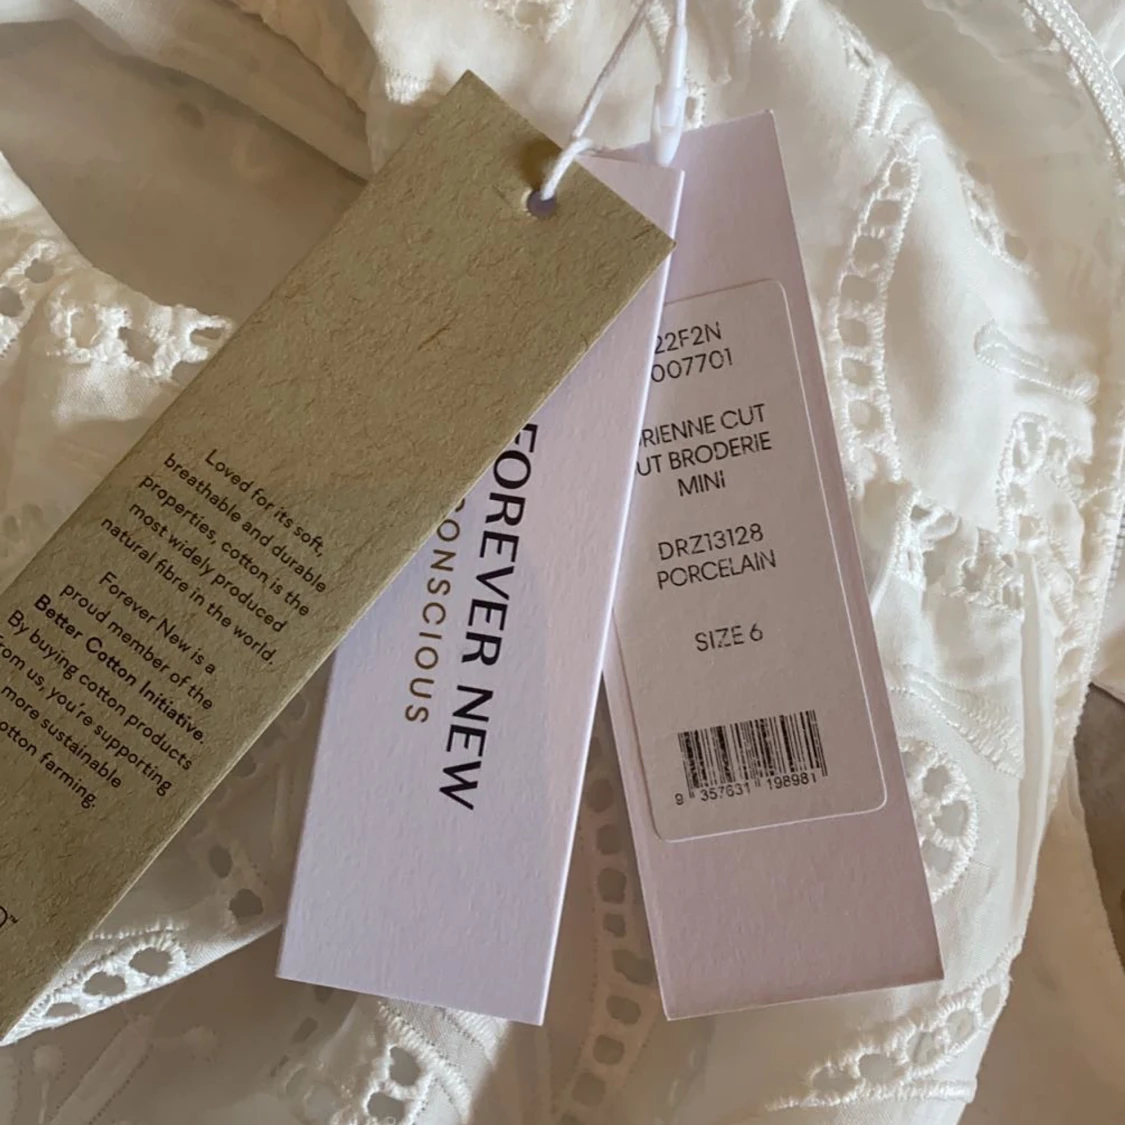 Loved for its soft,
breathable and durable
properties, cotton is the
most widely produced
natural fibre in the world.
Forever New is a
proud member of the
Better Cotton Initiative.
By buying cotton products
from us, you're supporting
more sustainable
cotton farming.
FOREVER NEW
CONSCIOUS
22F2N
007701
RIENNE CUT
UT BRODERIE
MINI
DRZ13128
PORCELAIN
SIZE 6
9 357631 198981